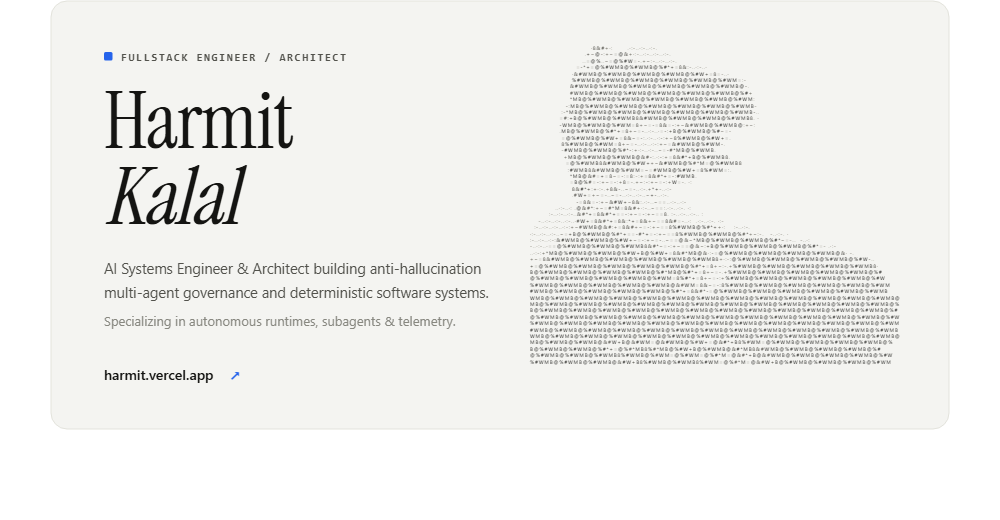 FULLSTACK ENGINEER / ARCHITECT
Harmit
Kalal
AI Systems Engineer & Architect building anti-hallucination
multi-agent governance and deterministic software systems.
Specializing in autonomous runtimes, subagents & telemetry.
harmit.vercel.app ↗